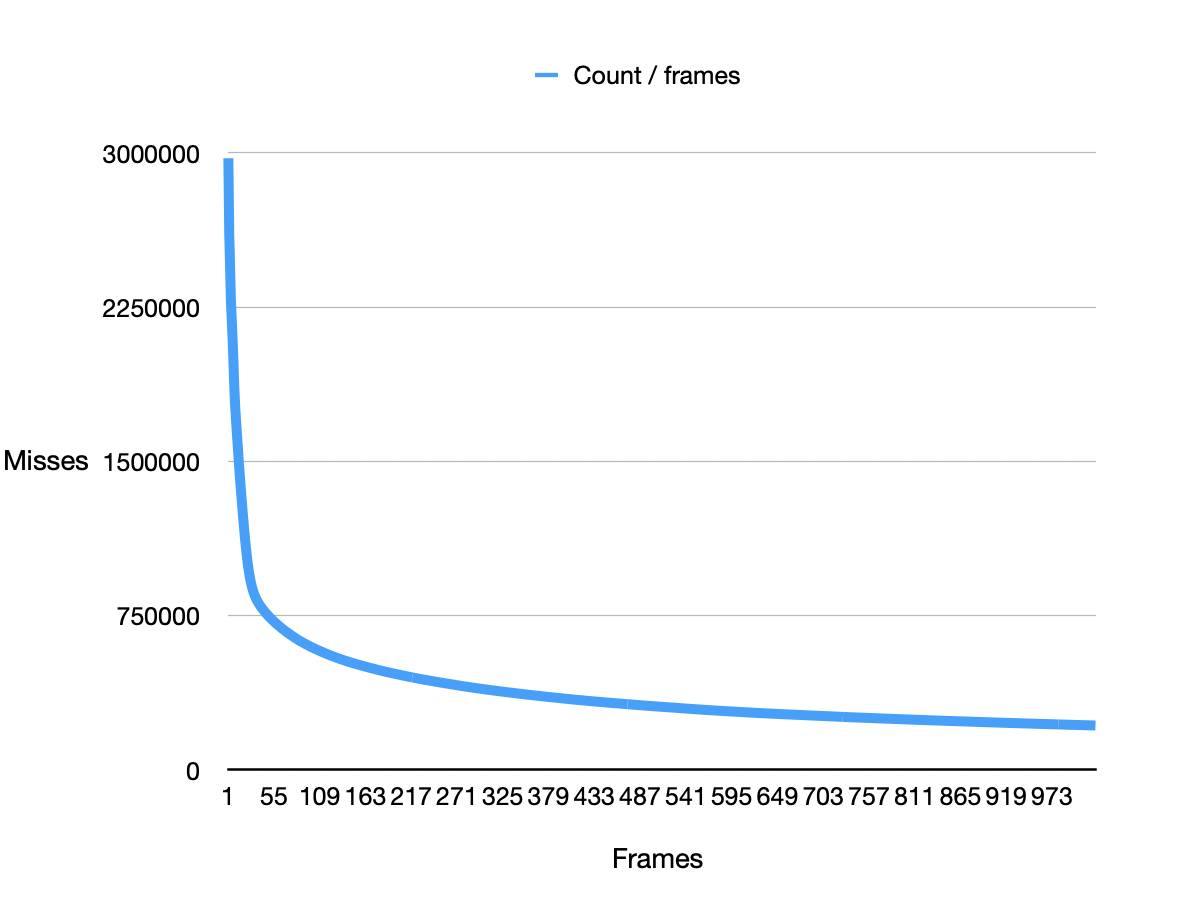 Count / frames
3000000
2250000
Misses 1500000
750000
0
1 55 109 163 217 271 325 379 433 487 541 595 649 703 757 811 865 919 973
Frames